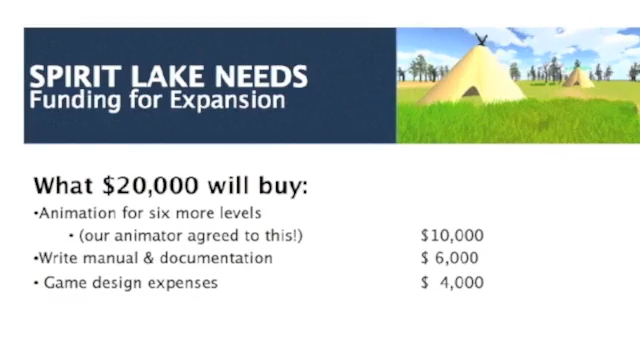 SPIRIT LAKE NEEDS
Funding for Expansion
What $20,000 will buy:
•Animation for six more levels
• (our animator agreed to this!) $10,000
•Write manual & documentation $ 6,000
• Game design expenses $ 4,000